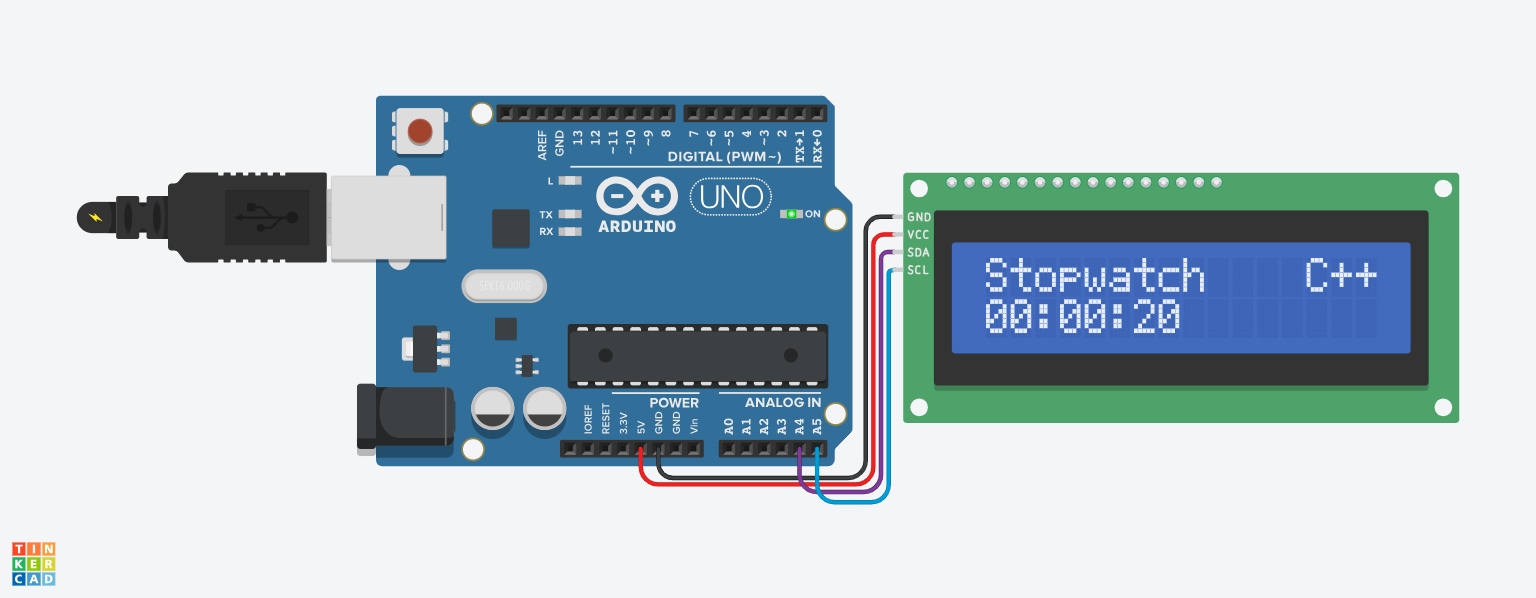 AREF
GND
13
12
~11
~10
~9
8
7
~6
~5
4
~3
2
TX→1
RX←0
DIGITAL (PWM~)
L
TX
RX
ARDUINO
UNO
ON
SPK16.000G
GND
VCC
SDA
SCL
Stopwatch C++
00:00:20
POWER
ANALOG IN
IOREF
RESET
3.3V
5V
GND
GND
Vin
A0
A1
A2
A3
A4
A5
TIN
KER
CAD